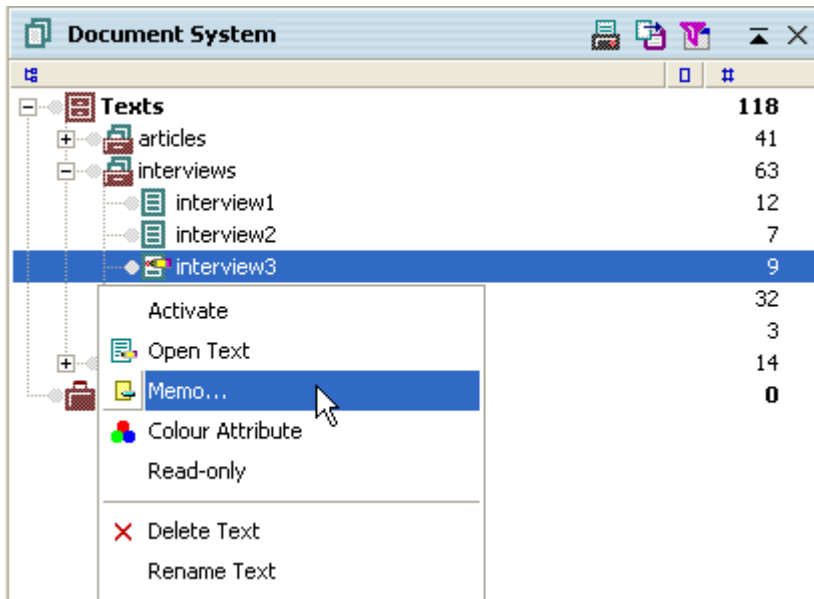 Document System
#
Texts 118
articles 41
interviews 63
interview1 12
interview2 7
interview3 9
32
3
14
0
Activate
Open Text
Memo...
Colour Attribute
Read-only
Delete Text
Rename Text